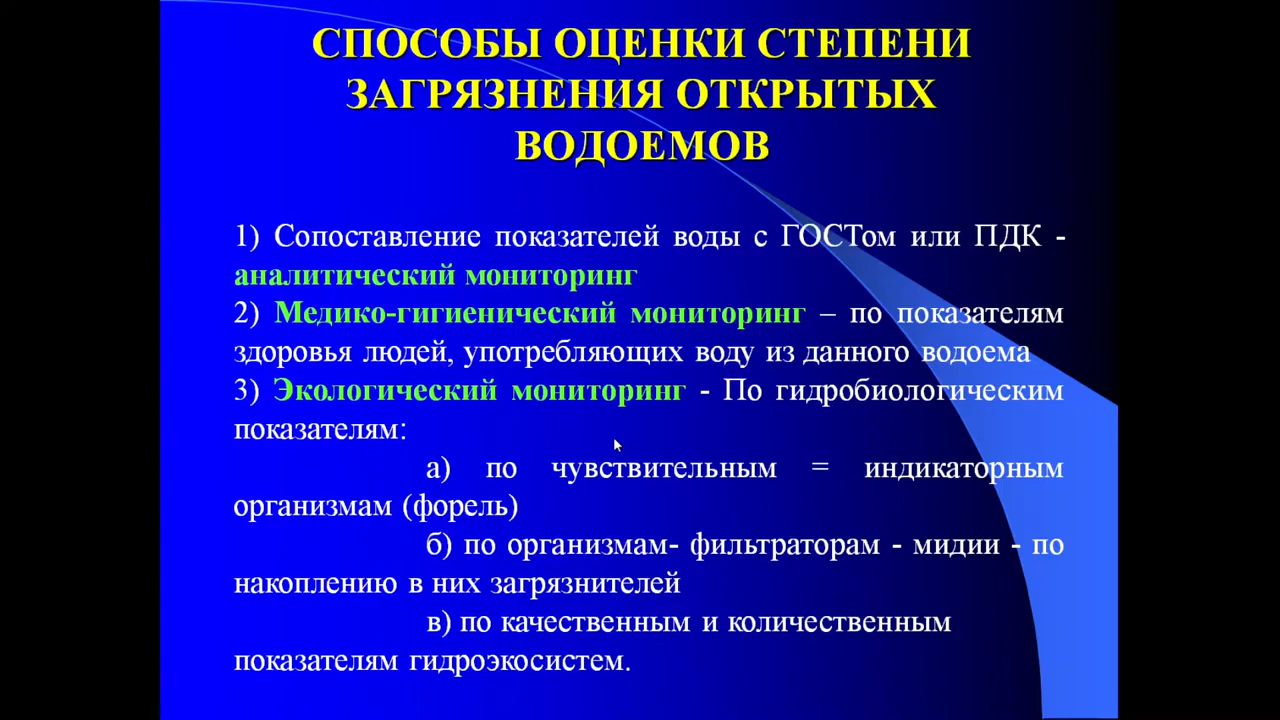 СПОСОБЫ ОЦЕНКИ СТЕПЕНИ
ЗАГРЯЗНЕНИЯ ОТКРЫТЫХ
ВОДОЕМОВ
1) Сопоставление показателей воды с ГОСТом или ПДК -
аналитический мониторинг
2) Медико-гигиенический мониторинг – по показателям
здоровья людей, употребляющих воду из данного водоема
3) Экологический мониторинг - По гидробиологическим
показателям:
а) по чувствительным = индикаторным
организмам (форель)
б) по организмам- фильтраторам - мидии - по
накоплению в них загрязнителей
в) по качественным и количественным
показателям гидроэкосистем.